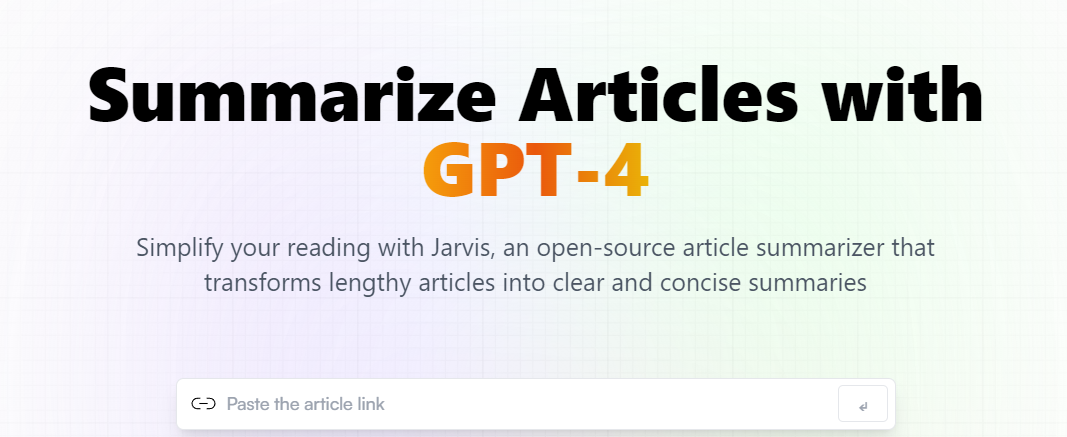 Summarize Articles with
GPT-4
Simplify your reading with Jarvis, an open-source article summarizer that
transforms lengthy articles into clear and concise summaries
Paste the article link